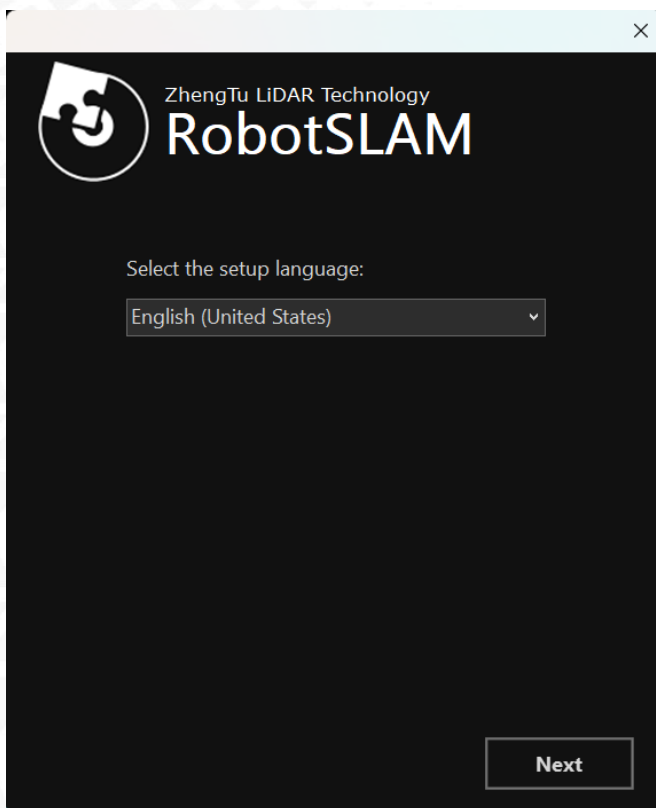 ZhengTu LiDAR Technology
RobotSLAM
Select the setup language:
English (United States)
Next